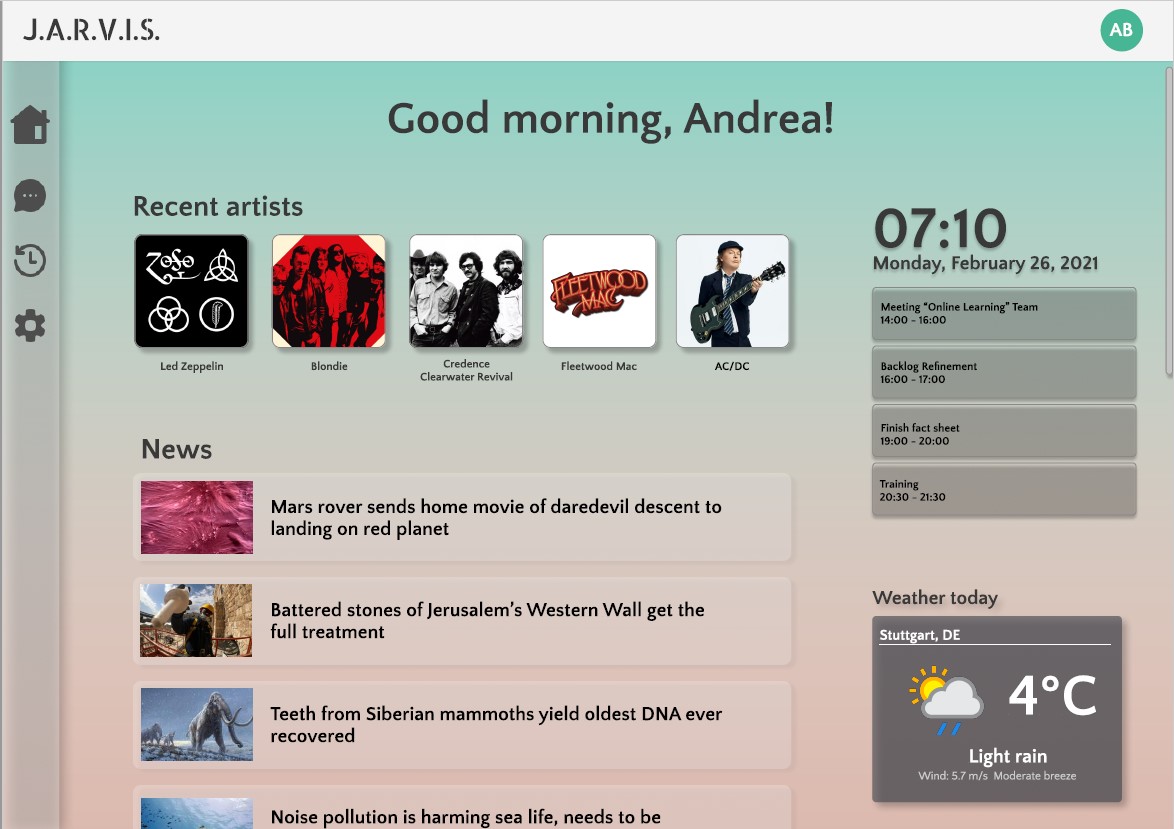 J.A.R.V.I.S.
AB
Good morning, Andrea!
Recent artists
ZoSo
FLEETWOOD
MAC
Led Zeppelin
Blondie
Credence
Clearwater Revival
Fleetwood Mac
AC/DC
07:10
Monday, February 26, 2021
Meeting “Online Learning” Team
14:00 - 16:00
Backlog Refinement
16:00 - 17:00
Finish fact sheet
19:00 - 20:00
Training
20:30 - 21:30
News
Mars rover sends home movie of daredevil descent to
landing on red planet
Battered stones of Jerusalem’s Western Wall get the
full treatment
Teeth from Siberian mammoths yield oldest DNA ever
recovered
Noise pollution is harming sea life, needs to be
Weather today
Stuttgart, DE
4°C
Light rain
Wind: 5.7 m/s Moderate breeze